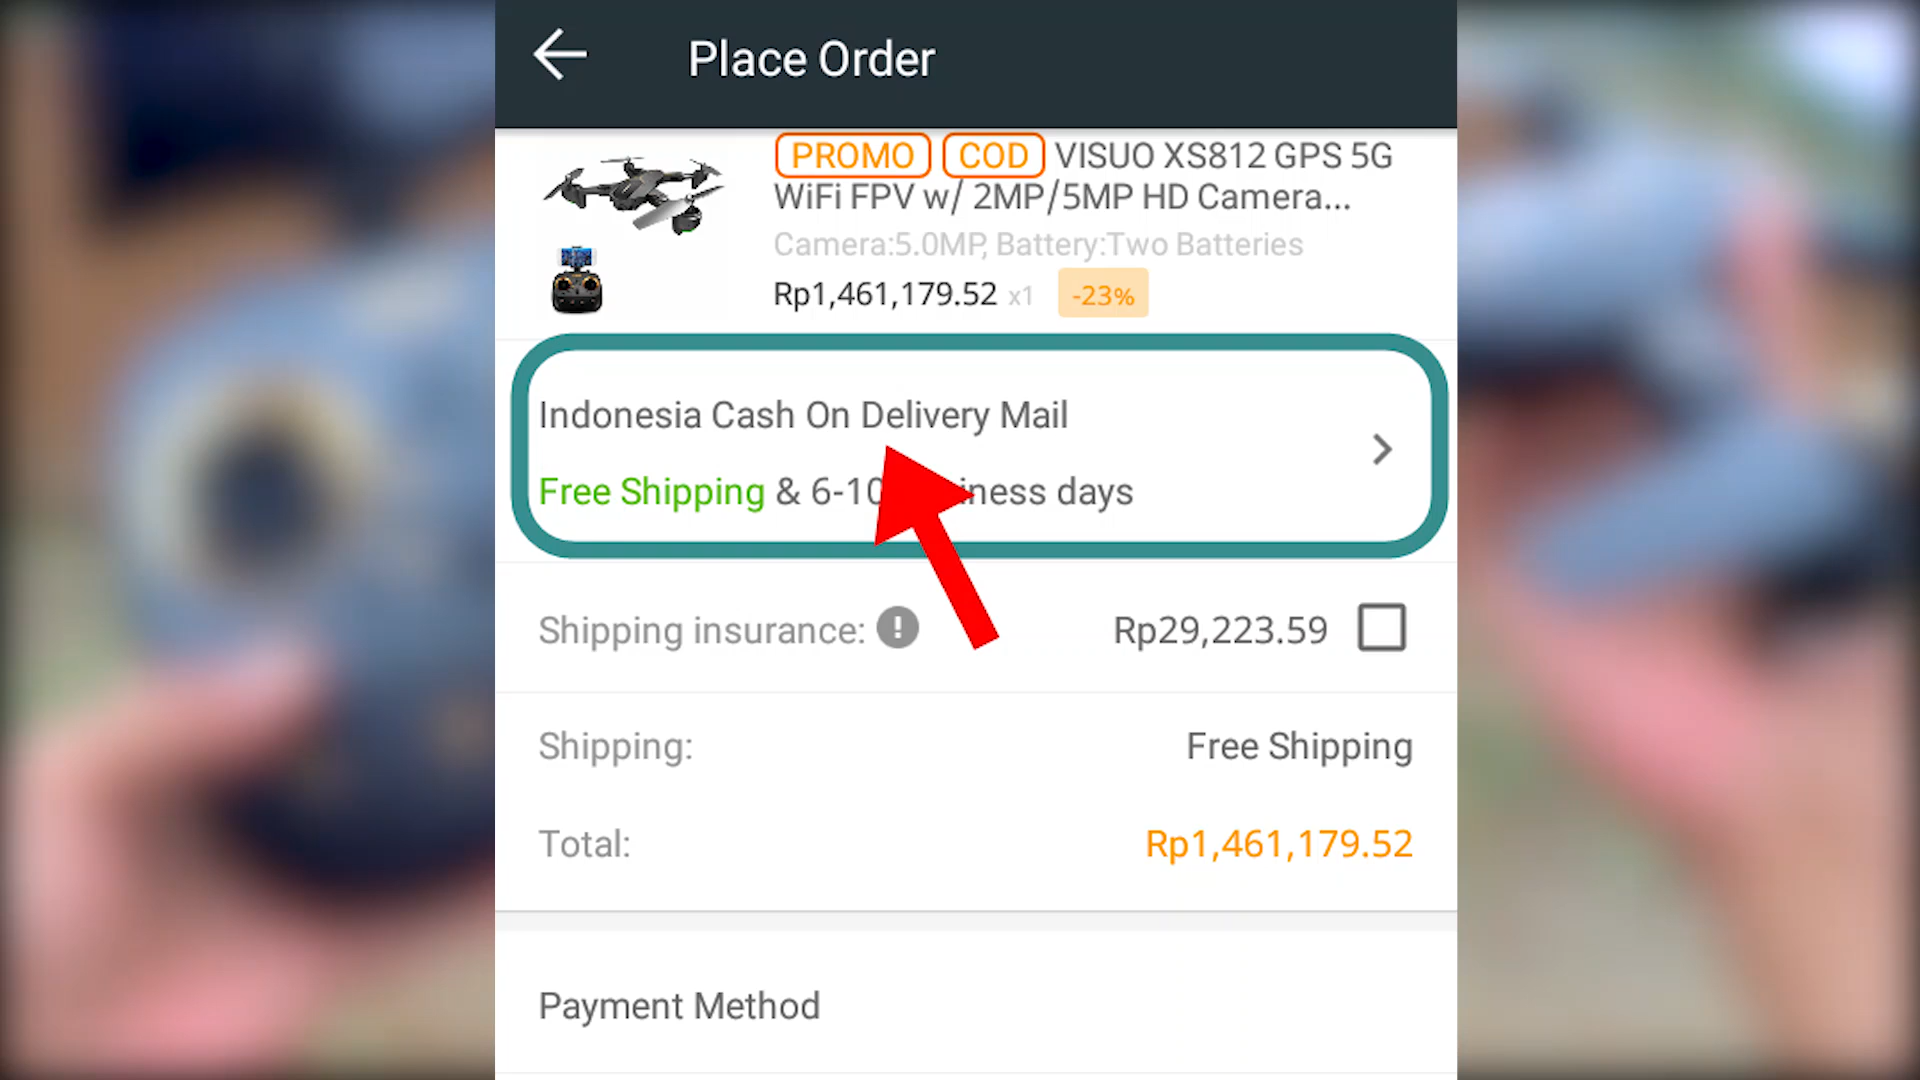 Place Order
PROMO COD VISUO XS812 GPS 5G
WiFi FPV w/ 2MP/5MP HD Camera...
Camera:5.0MP, Battery:Two Batteries
Rp1,461,179.52 x1 -23%
Indonesia Cash On Delivery Mail
Free Shipping & 6-10 days
Shipping insurance: ! Rp29,223.59
Shipping: Free Shipping
Total: Rp1,461,179.52
Payment Method